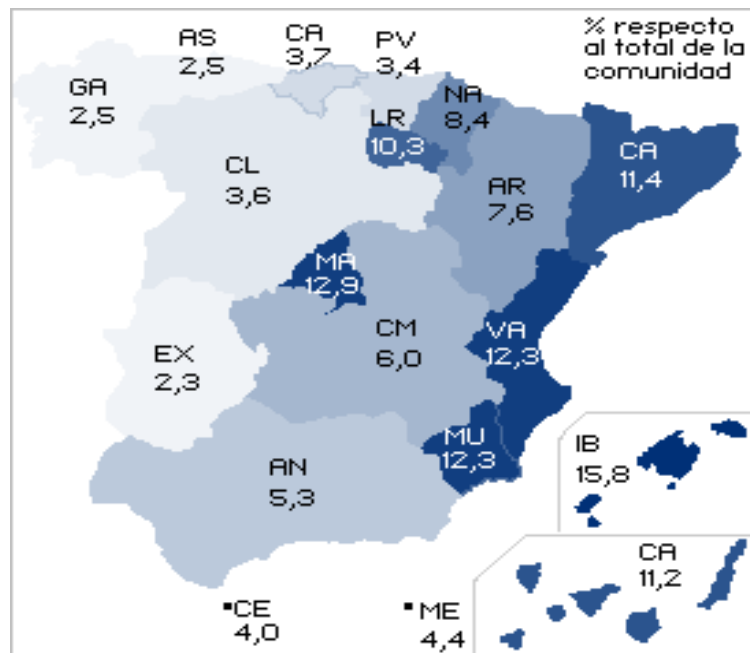 % respecto
al total de la
comunidad
AS
2,5
CA
3,7
PV
3,4
GA
2,5
NA
8,4
LR
10,3
CA
11,4
CL
3,6
AR
7,6
MA
12,9
CM
6,0
VA
12,3
EX
2,3
MU
12,3
AN
5,3
IB
15,8
CA
11,2
CE
4,0
ME
4,4